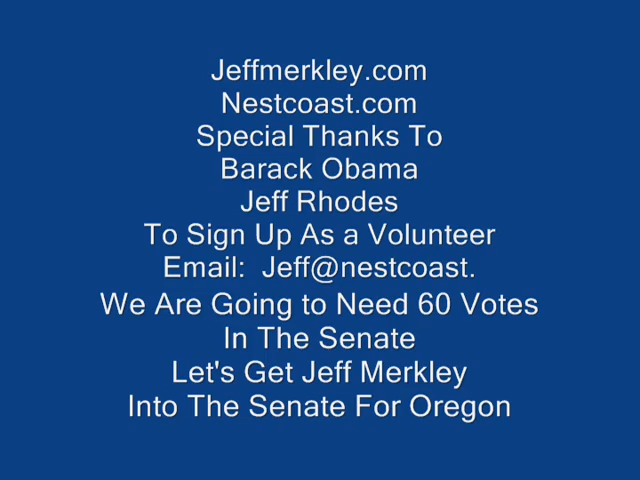 Jeffmerkley.com
Nestcoast.com
Special Thanks To
Barack Obama
Jeff Rhodes
To Sign Up As a Volunteer
Email:  Jeff@nestcoast.
We Are Going to Need 60 Votes
In The Senate
Let's Get Jeff Merkley
Into The Senate For Oregon